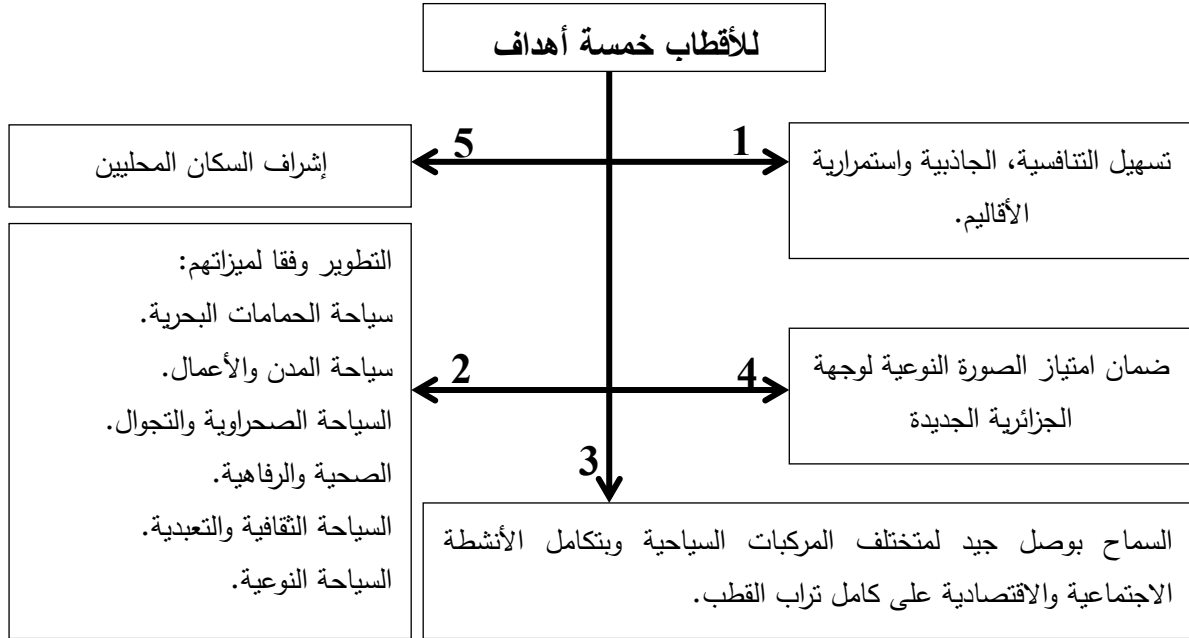 للأقطاب خمسة أهداف
1
تسهيل التنافسية، الجاذبية واستمرارية
الأقاليم.
5
إشراف السكان المحليين
2
التطوير وفقا لميزاتهم:
سياحة الحمامات البحرية.
سياحة المدن والأعمال.
السياحة الصحراوية والتجوال.
الصحية والرفاهية.
السياحة الثقافية والتعبدية.
السياحة النوعية.
4
ضمان امتياز الصورة النوعية لوجهة
الجزائرية الجديدة
3
السماح بوصل جيد لمتختلف المركبات السياحية وبتكامل الأنشطة
الاجتماعية والاقتصادية على كامل تراب القطب.